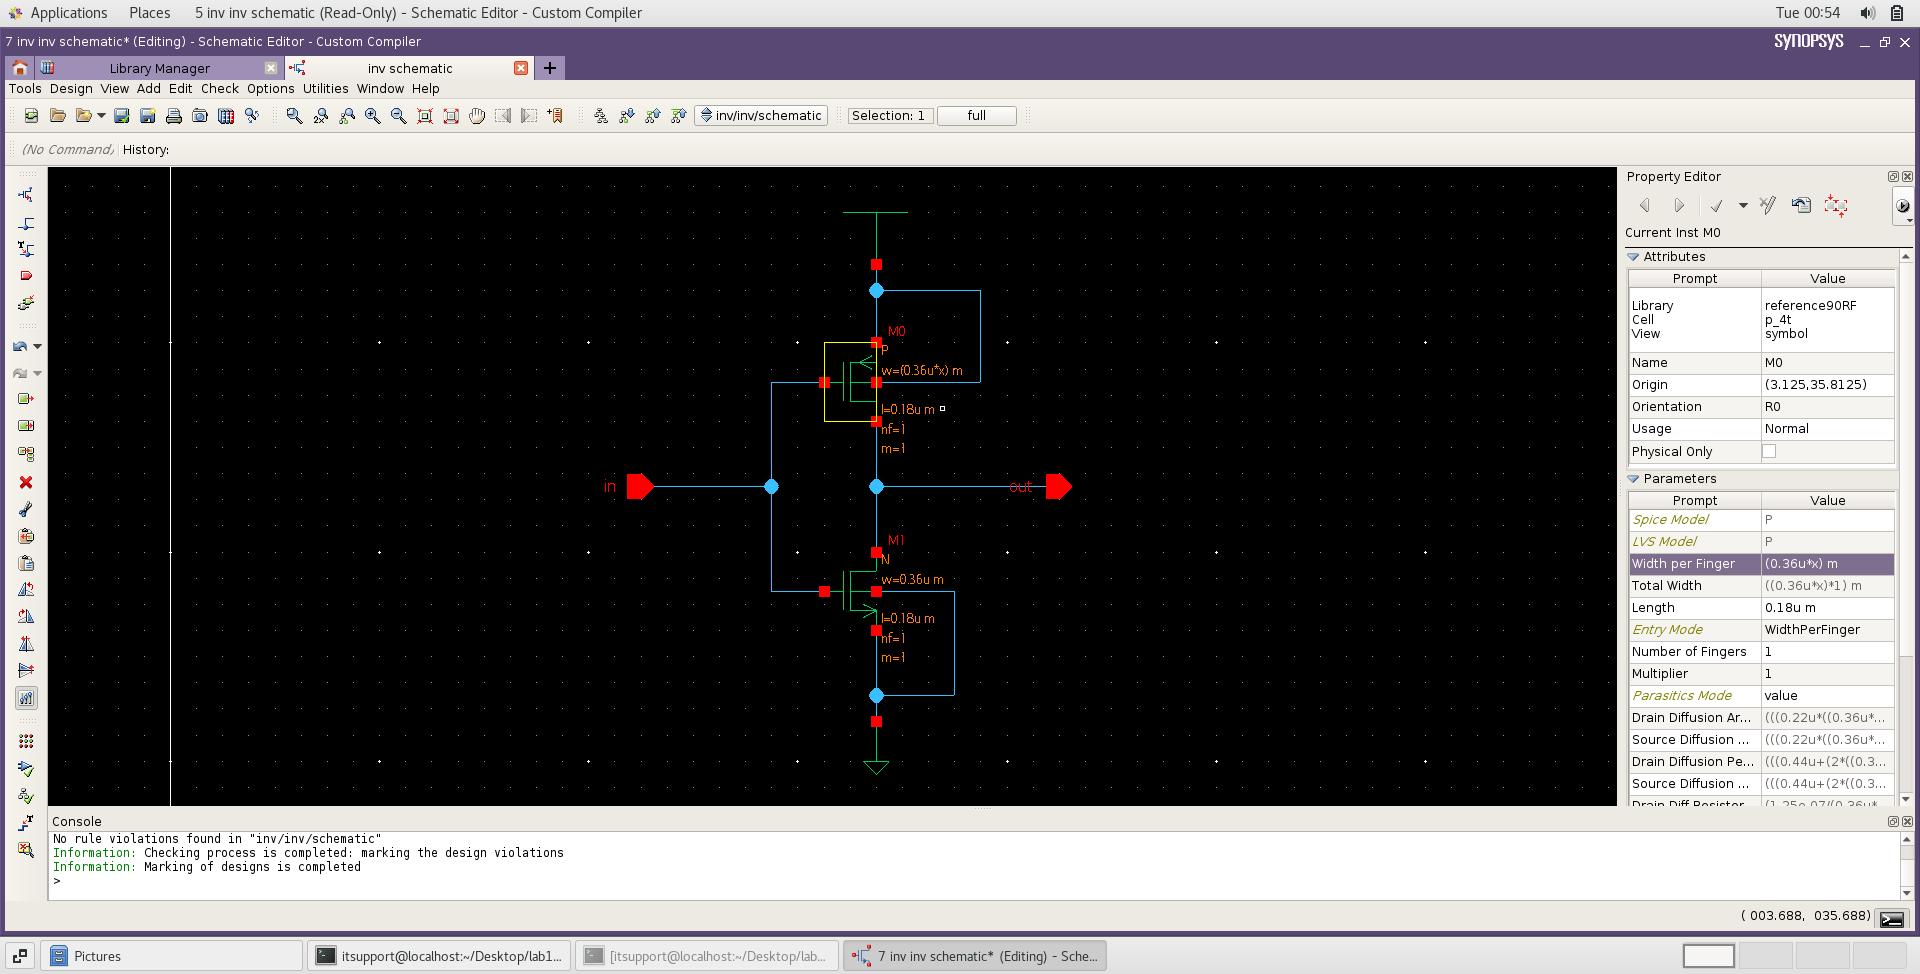 Applications Places 5 inv inv schematic (Read-Only) - Schematic Editor - Custom Compiler Tue 00:54
7 inv inv schematic* (Editing) - Schematic Editor - Custom Compiler SYNOPSYS
Library Manager inv schematic
Tools Design View Add Edit Check Options Utilities Window Help
inv/inv/schematic Selection: 1 full
(No Command) History:
M0
P
w=(0.36u*x) m
l=0.18u m
nf=1
m=1
in
out
M1
N
w=0.36u m
l=0.18u m
nf=1
m=1
Property Editor
Current Inst M0
Attributes
Prompt Value
Library reference90RF
Cell p_4t
View symbol
Name M0
Origin (3.125,35.8125)
Orientation R0
Usage Normal
Physical Only
Parameters
Prompt Value
Spice Model P
LVS Model P
Width per Finger (0.36u*x) m
Total Width ((0.36u*x)*1) m
Length 0.18u m
Entry Mode WidthPerFinger
Number of Fingers 1
Multiplier 1
Parasitics Mode value
Drain Diffusion Ar... (((0.22u*((0.36u*...
Source Diffusion ... (((0.22u*((0.36u*...
Drain Diffusion Pe... (((0.44u+(2*((0.3...
Source Diffusion ... (((0.44u+(2*((0.3...
Console
No rule violations found in "inv/inv/schematic"
Information: Checking process is completed: marking the design violations
Information: Marking of designs is completed
>
( 003.688, 035.688)
Pictures itsupport@localhost:~/Desktop/lab1... [itsupport@localhost:~/Desktop/lab... 7 inv inv schematic* (Editing) - Sche...